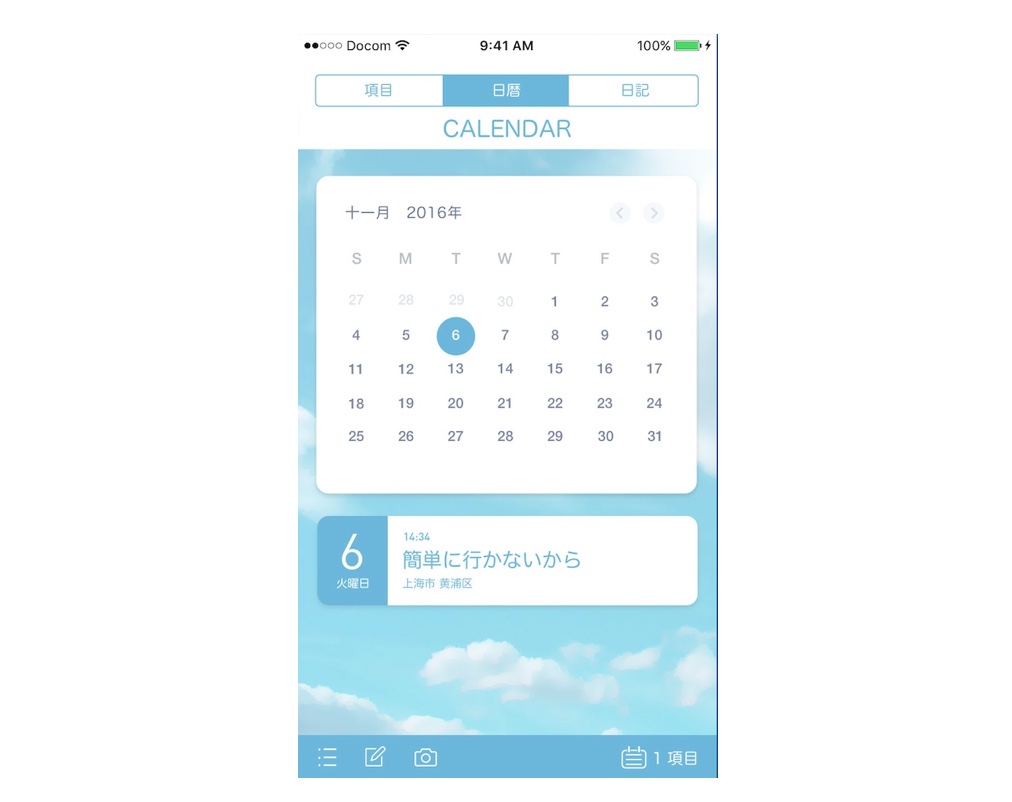 Docom 9:41 AM 100%
項目 日暦 日記
CALENDAR
十一月 2016年
S M T W T F S
27 28 29 30 1 2 3
4 5 6 7 8 9 10
11 12 13 14 15 16 17
18 19 20 21 22 23 24
25 26 27 28 29 30 31
14:34
6 簡単に行かないから
火曜日 上海市 黄浦区
1 項目